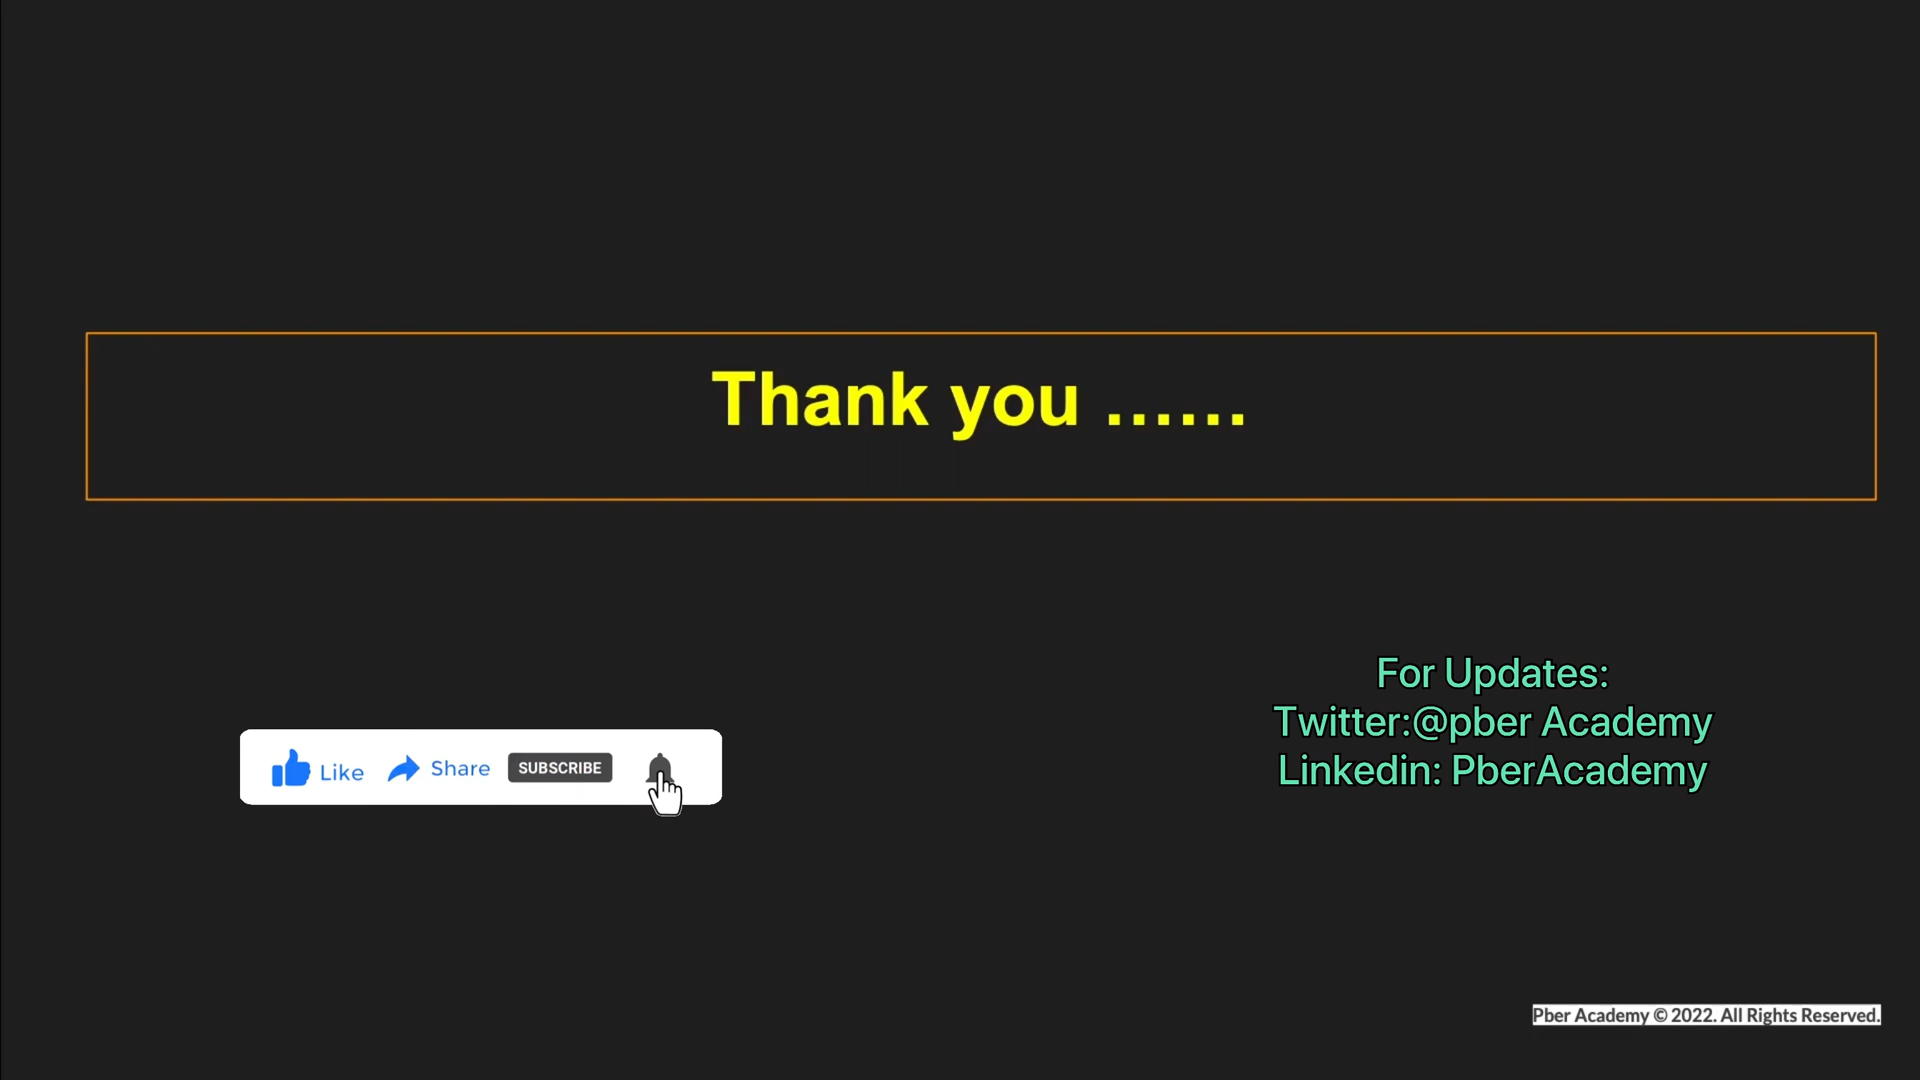 Thank you ......
For Updates:
Twitter:@pber Academy
Linkedin: PberAcademy
Like Share SUBSCRIBE
Pber Academy © 2022. All Rights Reserved.